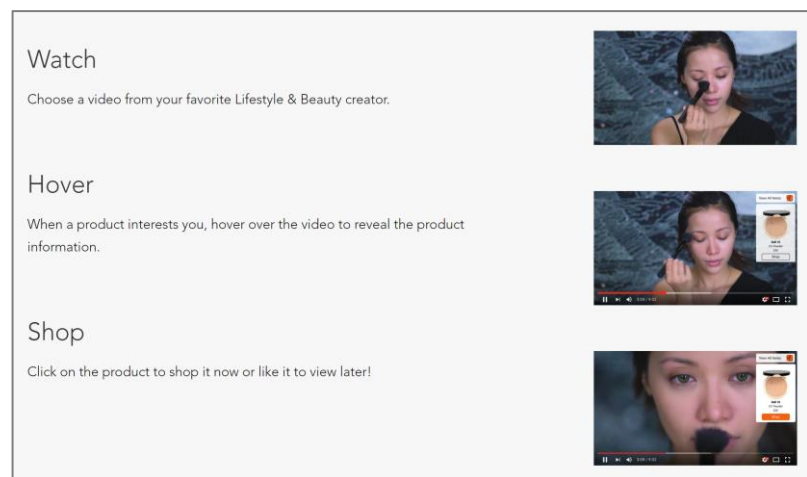 Watch
Choose a video from your favorite Lifestyle & Beauty creator.
Hover
When a product interests you, hover over the video to reveal the product
information.
Shop
Click on the product to shop it now or like it to view later!